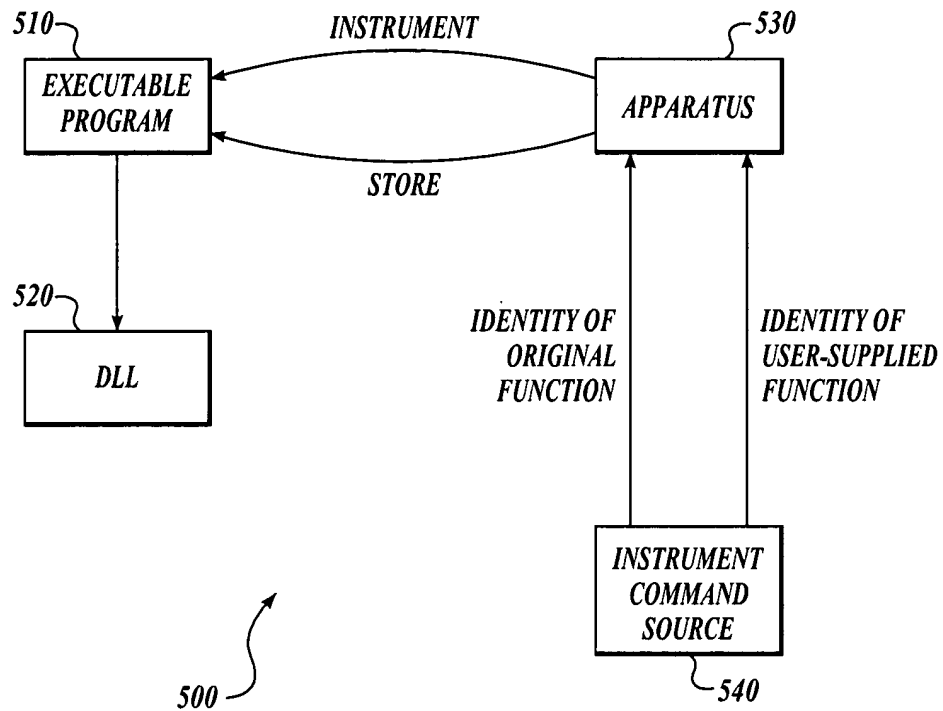 510
INSTRUMENT
530
EXECUTABLE
PROGRAM
APPARATUS
STORE
520
DLL
IDENTITY OF
ORIGINAL
FUNCTION
IDENTITY OF
USER-SUPPLIED
FUNCTION
INSTRUMENT
COMMAND
SOURCE
500
540